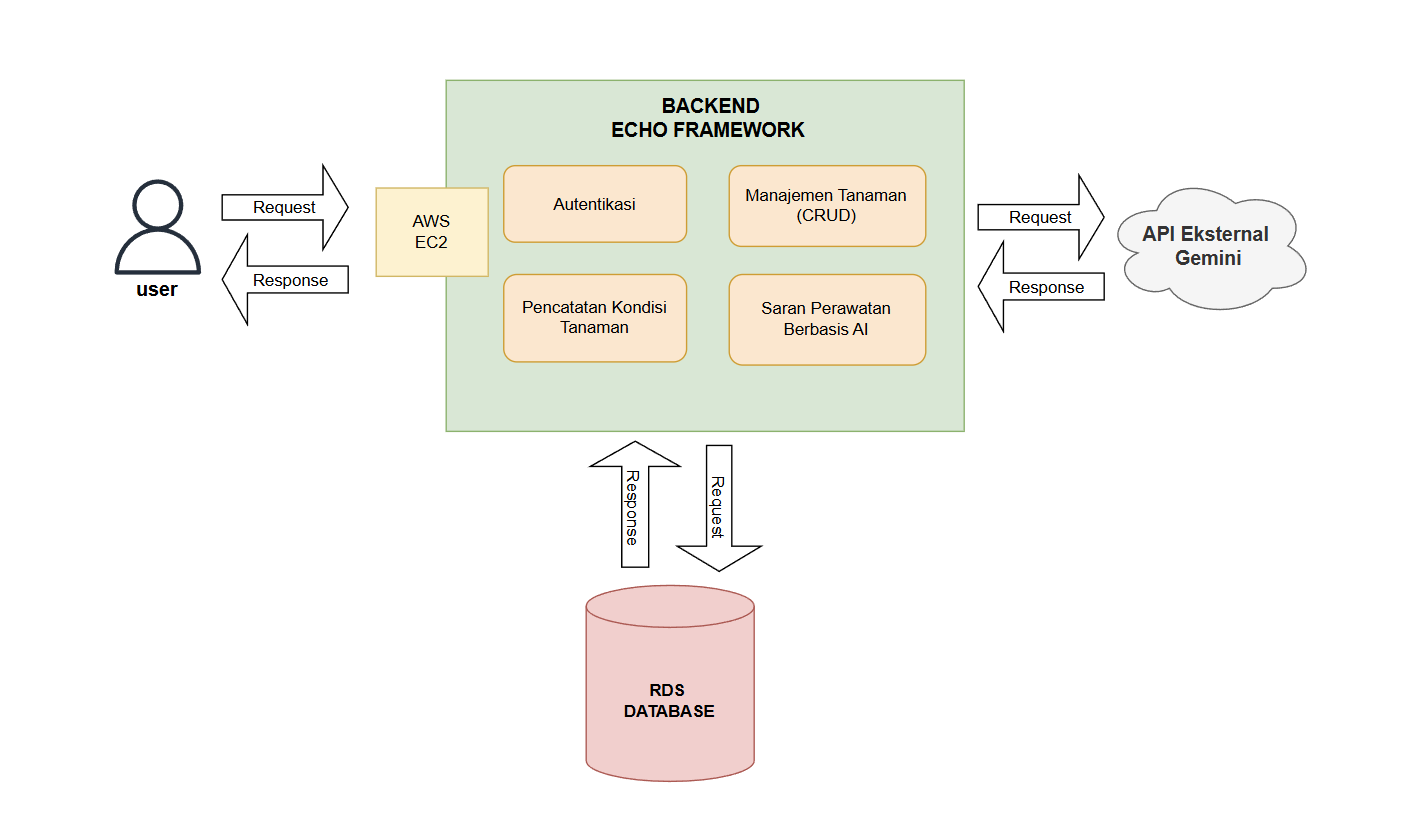 BACKEND
ECHO FRAMEWORK
user
Request
Response
AWS
EC2
Autentikasi
Manajemen Tanaman
(CRUD)
Pencatatan Kondisi
Tanaman
Saran Perawatan
Berbasis AI
Request
Response
API Eksternal
Gemini
Response
Request
RDS
DATABASE